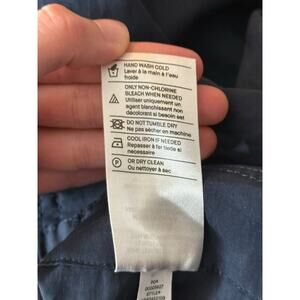 HAND WASH COLD
Laver à la main à l'eau
froide
ONLY NON-CHLORINE
BLEACH WHEN NEEDED
Utiliser uniquement un
agent blanchissant non
décolorant si besoin est
DO NOT TUMBLE DRY
Ne pas sécher en machine
COOL IRON IF NEEDED
Repasser à fer tiède si
nécessaire
P
OR DRY CLEAN
Ou nettoyer à sec
PO#
STYLE#